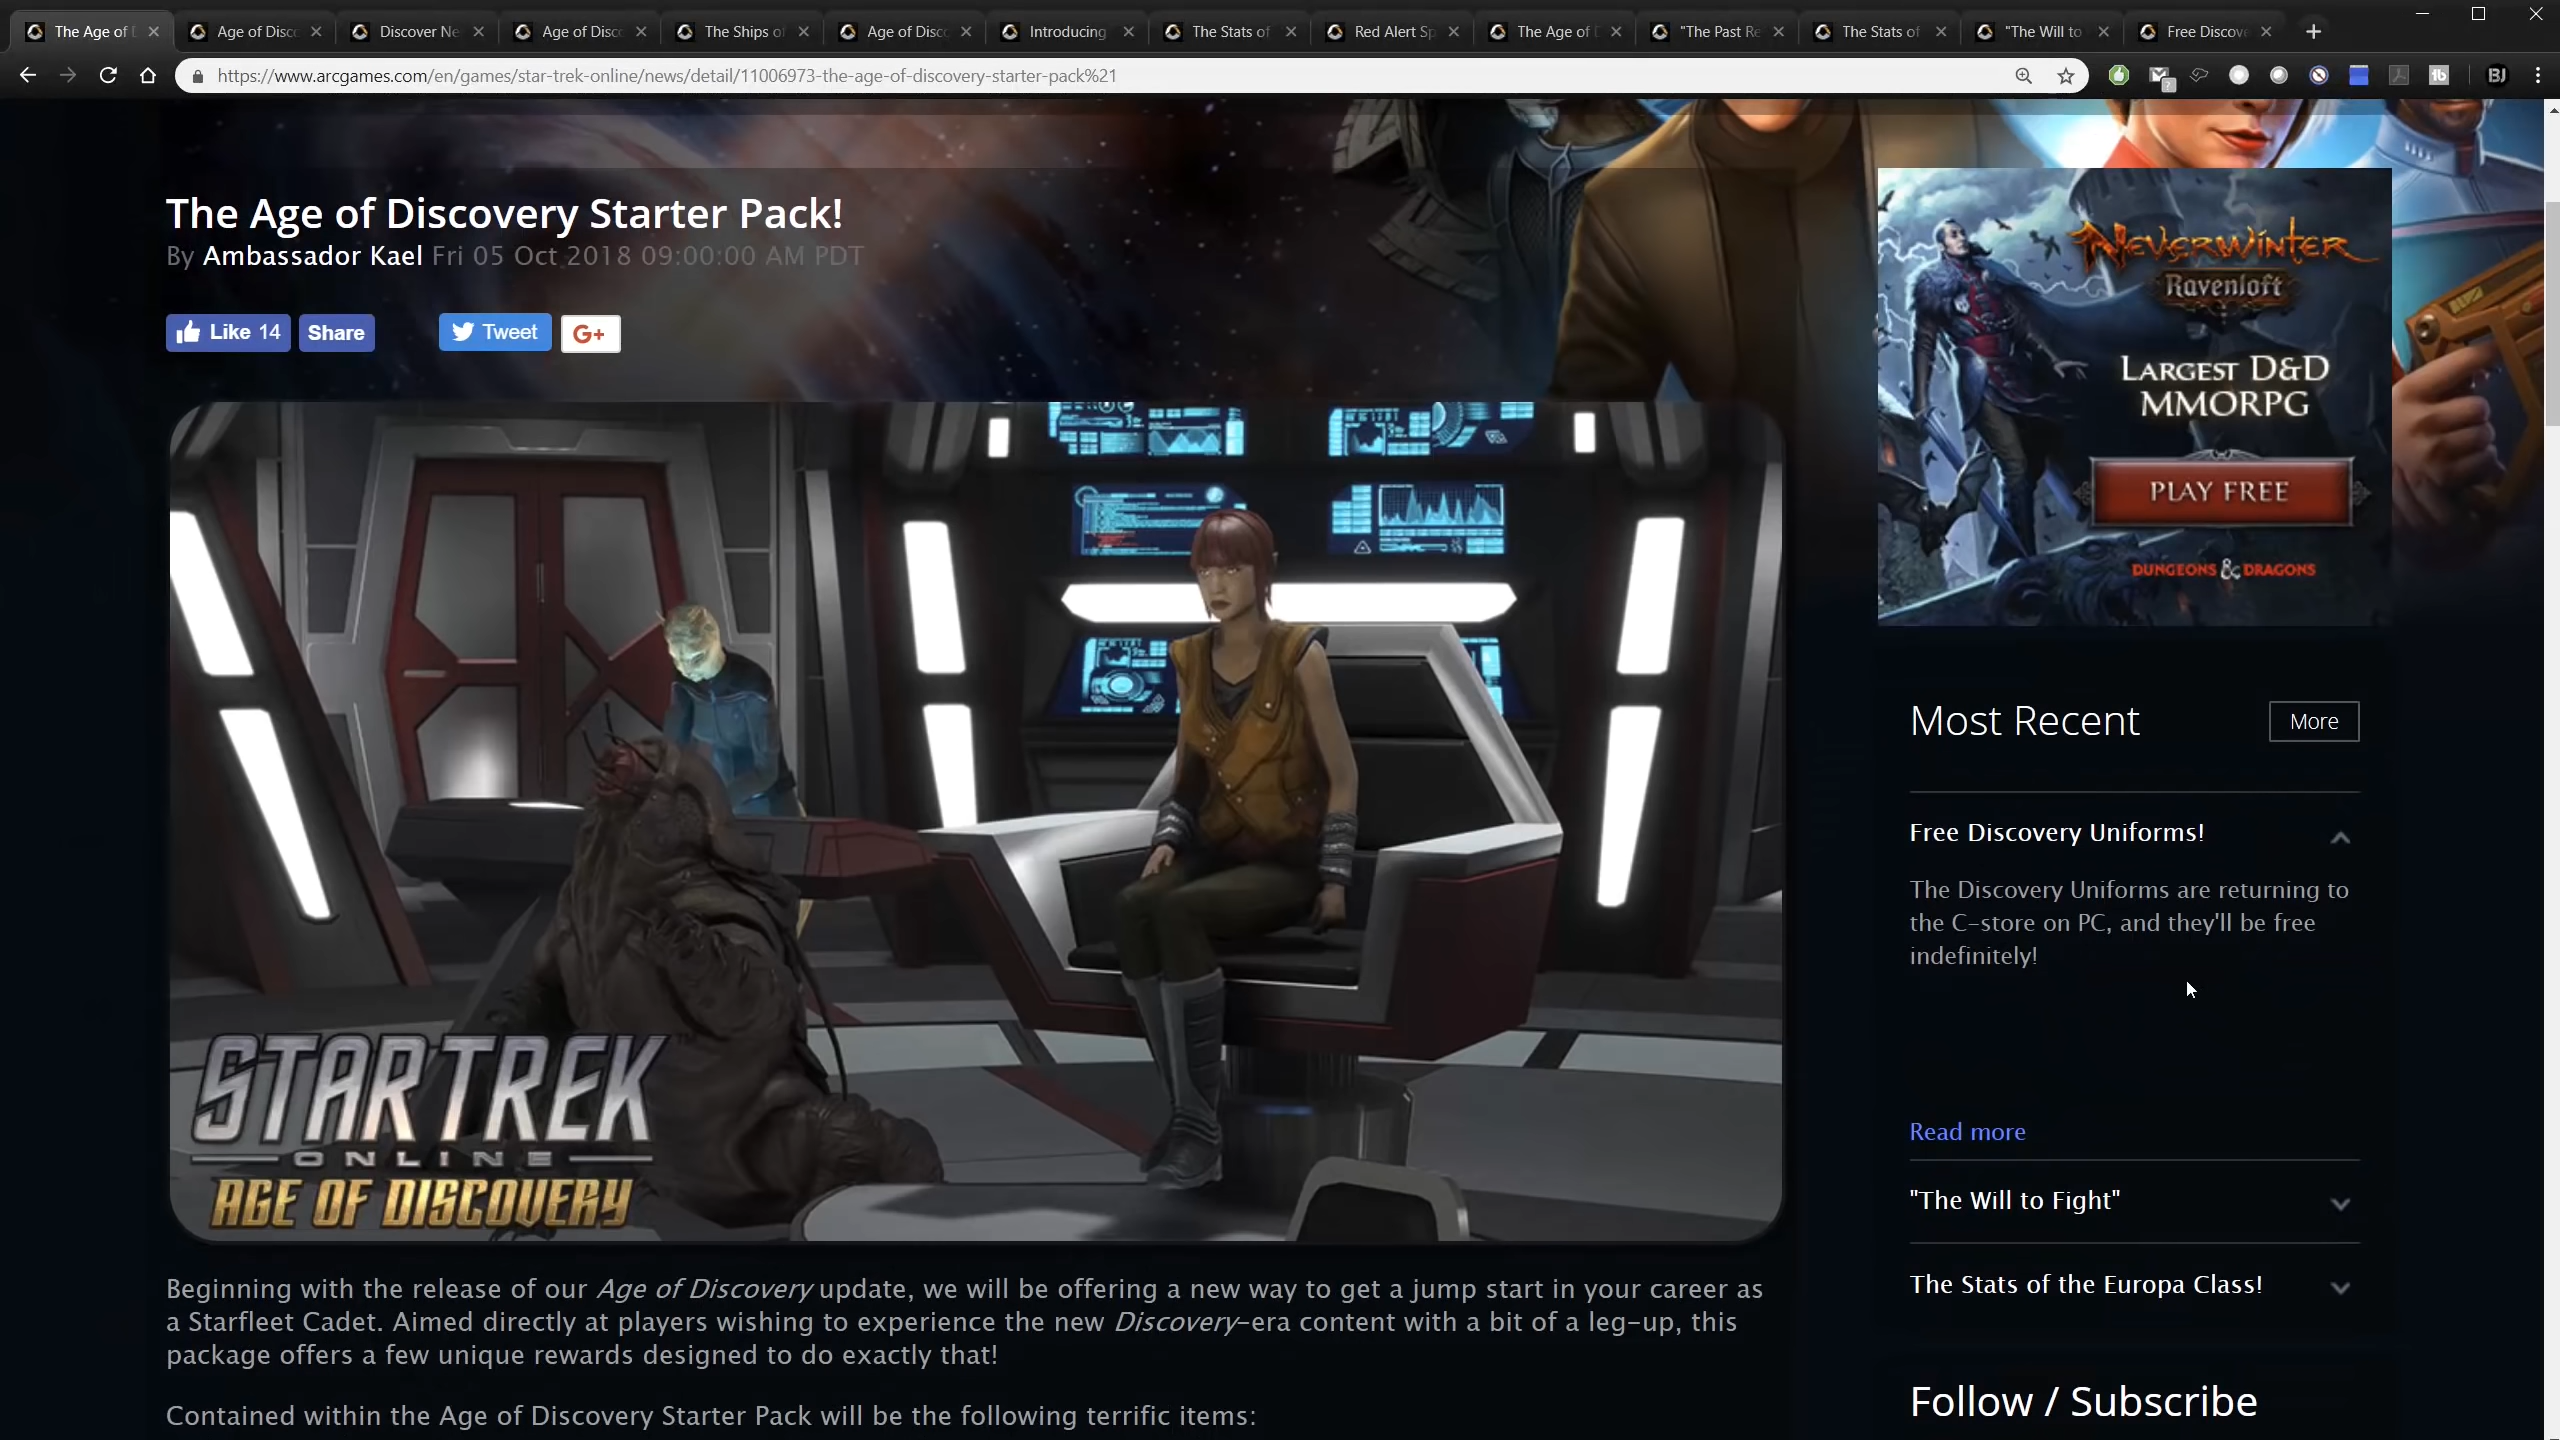 The Age of
Age of Disc
Discover Ne
Age of Disc
The Ships of
Age of Disc
Introducing
The Stats of
Red Alert Sp
The Age of D
"The Past Re
The Stats of
"The Will to
Free Discove
https://www.arcgames.com/en/games/star-trek-online/news/detail/11006973-the-age-of-discovery-starter-pack%21
BJ
The Age of Discovery Starter Pack!
By Ambassador Kael Fri 05 Oct 2018 09:00:00 AM PDT
Like 14
Share
Tweet
G+
STAR TREK
ONLINE
AGE OF DISCOVERY
Beginning with the release of our Age of Discovery update, we will be offering a new way to get a jump start in your career as
a Starfleet Cadet. Aimed directly at players wishing to experience the new Discovery-era content with a bit of a leg-up, this
package offers a few unique rewards designed to do exactly that!
Contained within the Age of Discovery Starter Pack will be the following terrific items:
NEVERWINTER
Ravenloft
LARGEST D&D
MMORPG
PLAY FREE
DUNGEONS & DRAGONS
Most Recent
More
Free Discovery Uniforms!
The Discovery Uniforms are returning to
the C-store on PC, and they'll be free
indefinitely!
Read more
"The Will to Fight"
The Stats of the Europa Class!
Follow / Subscribe